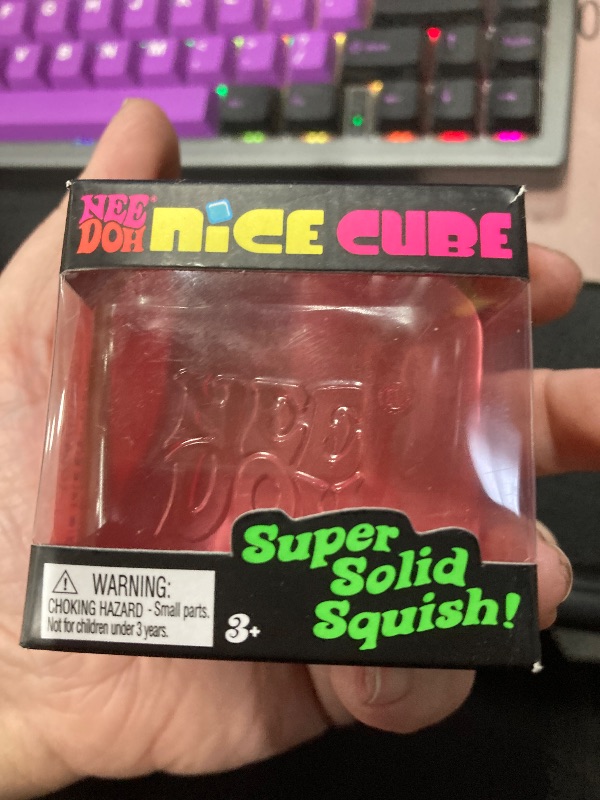 NEE
DOH
NiCE CUBE
NEE
DOH
Super
Solid
Squish!
WARNING:
CHOKING HAZARD - Small parts.
Not for children under 3 years.
3+